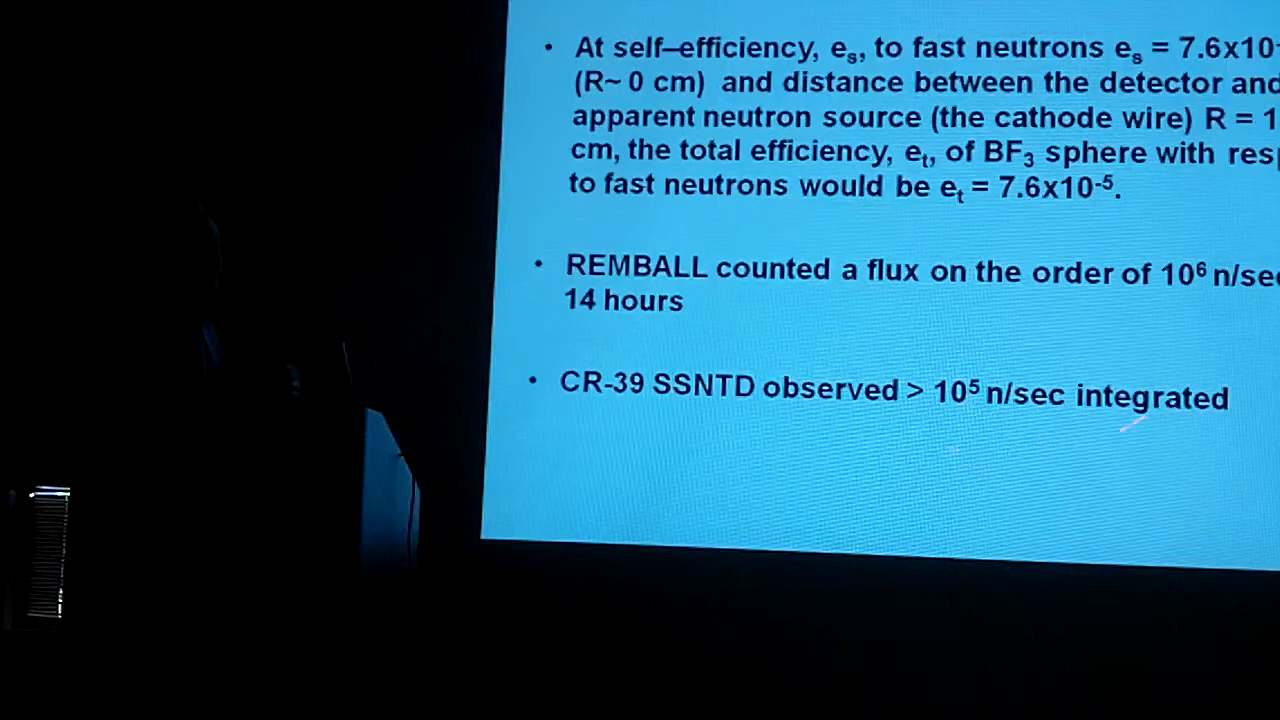 • At self–efficiency, eₛ, to fast neutrons eₛ = 7.6x10
(R~ 0 cm) and distance between the detector and
apparent neutron source (the cathode wire) R = 1
cm, the total efficiency, eₜ, of BF₃ sphere with res
to fast neutrons would be eₜ = 7.6x10⁻⁵.
• REMBALL counted a flux on the order of 10⁶ n/sec
14 hours
• CR-39 SSNTD observed > 10⁵ n/sec integrated